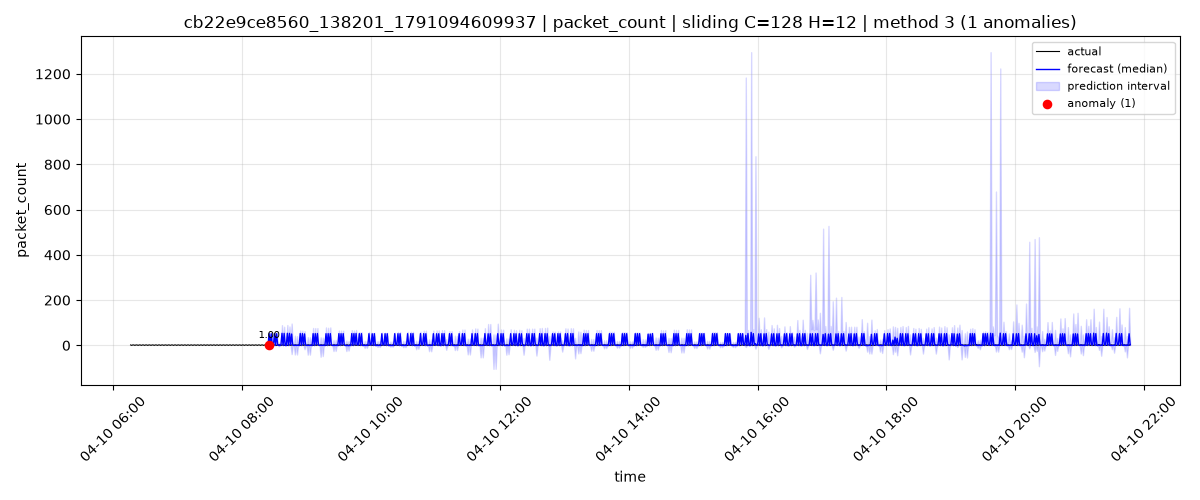 cb22e9ce8560_138201_1791094609937 | packet_count | sliding C=128 H=12 | method 3 (1 anomalies)
actual
forecast (median)
prediction interval
anomaly (1)
packet_count
1200
1000
800
600
400
200
0
1.00
04-10 06:00
04-10 08:00
04-10 10:00
04-10 12:00
04-10 14:00
04-10 16:00
04-10 18:00
04-10 20:00
04-10 22:00
time